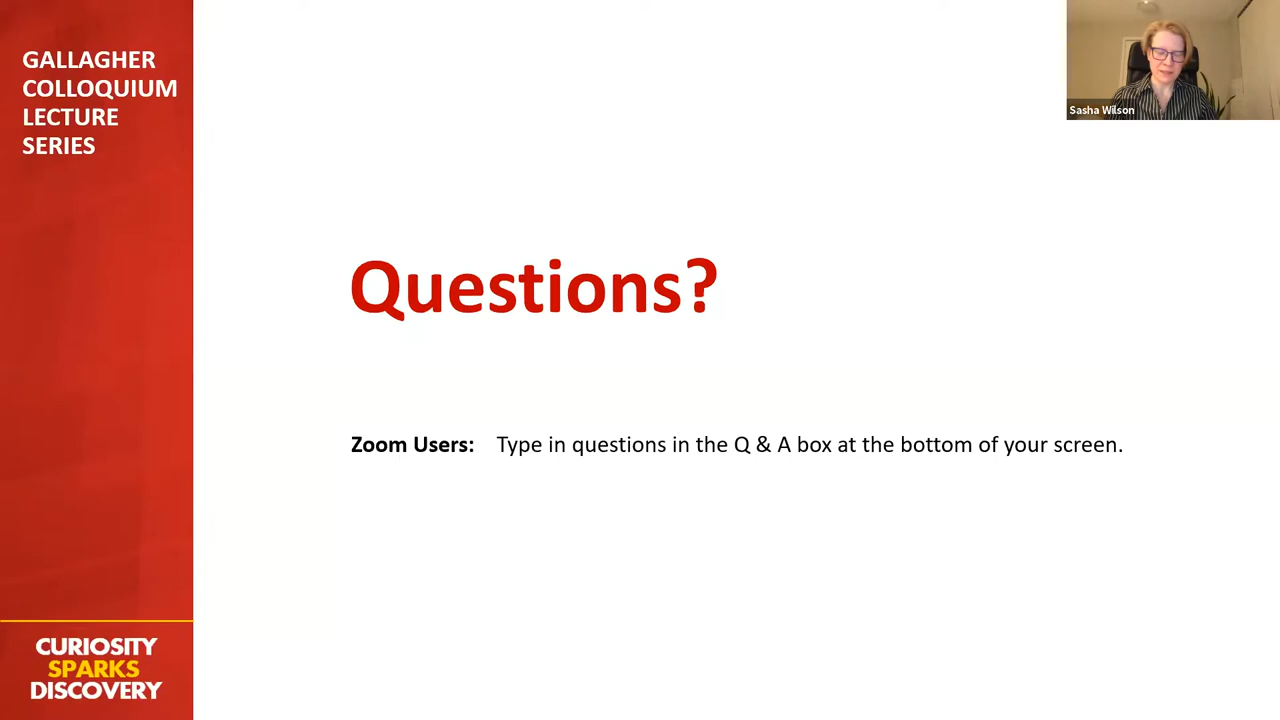 GALLAGHER
COLLOQUIUM
LECTURE
SERIES
Sasha Wilson
Questions?
Zoom Users: Type in questions in the Q & A box at the bottom of your screen.
CURIOSITY
SPARKS
DISCOVERY